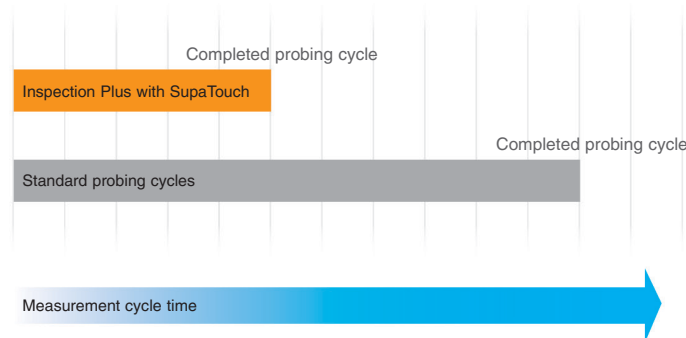 Completed probing cycle
Inspection Plus with SupaTouch
Completed probing cycle
Standard probing cycles
Measurement cycle time